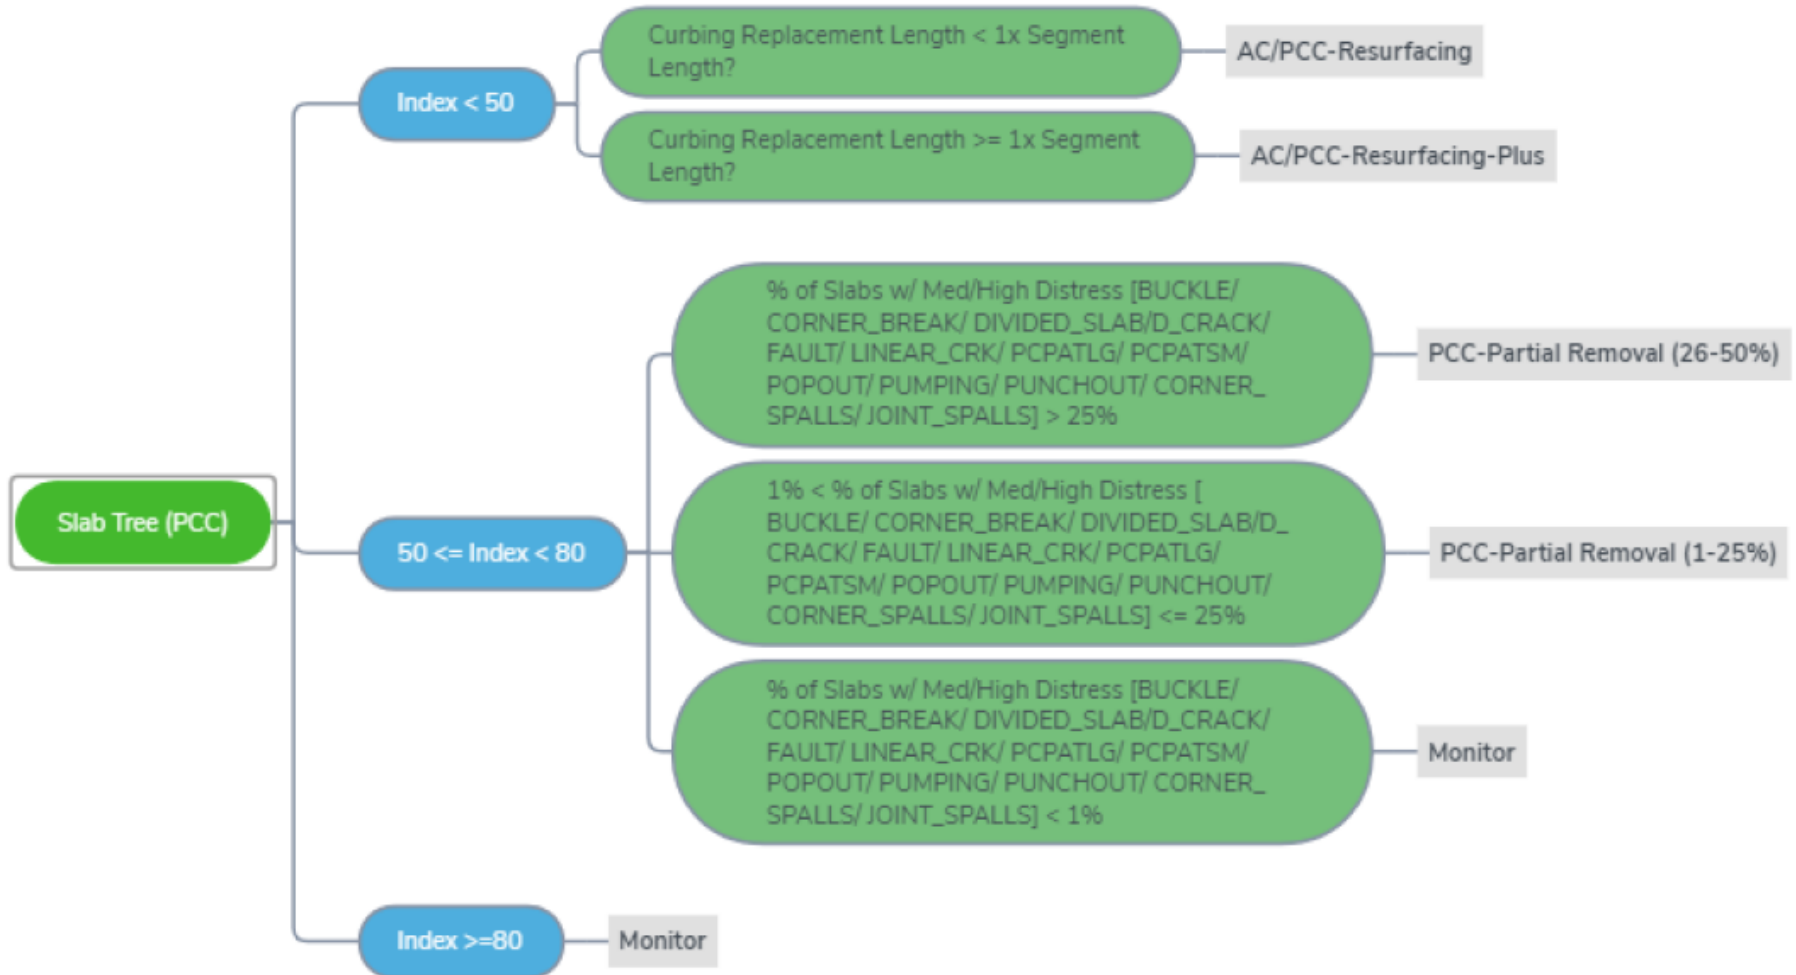 Slab Tree (PCC)
Index < 50
Curbing Replacement Length < 1x Segment
Length?
AC/PCC-Resurfacing
Curbing Replacement Length >= 1x Segment
Length?
AC/PCC-Resurfacing-Plus
50 <= Index < 80
% of Slabs w/ Med/High Distress [BUCKLE/
CORNER_BREAK/ DIVIDED_SLAB/D_CRACK/
FAULT/ LINEAR_CRK/ PCPATLG/ PCPATSM/
POPOUT/ PUMPING/ PUNCHOUT/ CORNER_
SPALLS/ JOINT_SPALLS] > 25%
PCC-Partial Removal (26-50%)
1% < % of Slabs w/ Med/High Distress [
BUCKLE/ CORNER_BREAK/ DIVIDED_SLAB/D_
CRACK/ FAULT/ LINEAR_CRK/ PCPATLG/
PCPATSM/ POPOUT/ PUMPING/ PUNCHOUT/
CORNER_SPALLS/ JOINT_SPALLS] <= 25%
PCC-Partial Removal (1-25%)
% of Slabs w/ Med/High Distress [BUCKLE/
CORNER_BREAK/ DIVIDED_SLAB/D_CRACK/
FAULT/ LINEAR_CRK/ PCPATLG/ PCPATSM/
POPOUT/ PUMPING/ PUNCHOUT/ CORNER_
SPALLS/ JOINT_SPALLS] < 1%
Monitor
Index >=80
Monitor